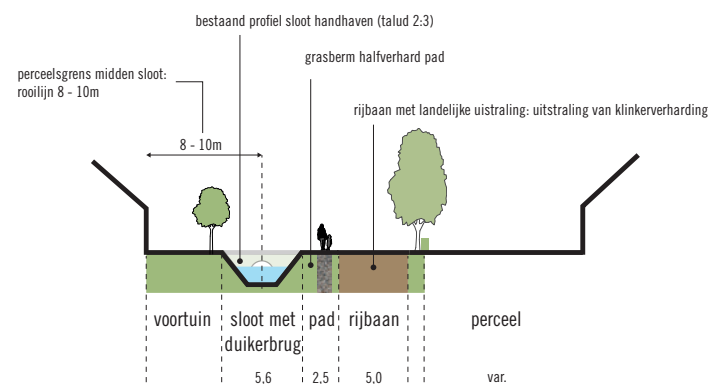 bestaand profiel sloot handhaven (talud 2:3)
grasberm halfverhard pad
perceelsgrens midden sloot:
rooilijn 8 - 10m
rijbaan met landelijke uistraling: uitstraling van klinkerverharding
8 - 10m
voortuin
sloot met
duikerbrug
pad
rijbaan
perceel
5,6
2,5
5,0
var.